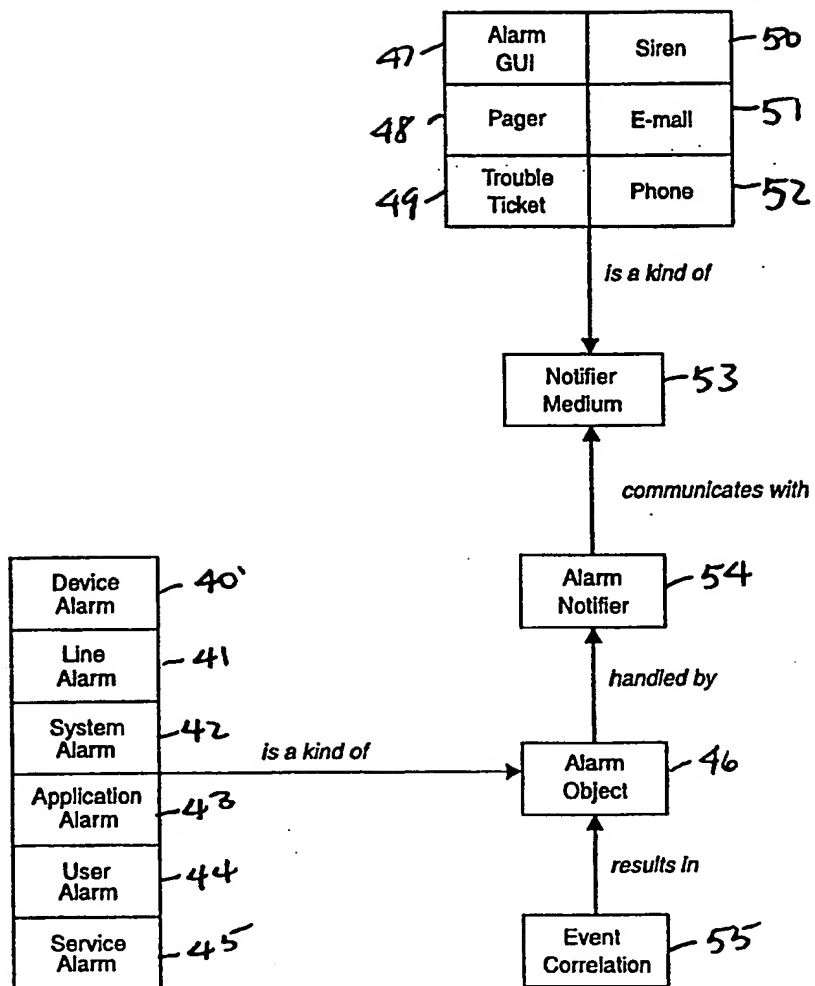 47
Alarm
GUI
Siren
50
48
Pager
E-mail
51
49
Trouble
Ticket
Phone
52
is a kind of
Notifier
Medium
53
communicates with
Device
Alarm
40'
Alarm
Notifier
54
Line
Alarm
41
handled by
System
Alarm
42
is a kind of
Alarm
Object
46
Application
Alarm
43
User
Alarm
44
results in
Service
Alarm
45
Event
Correlation
55